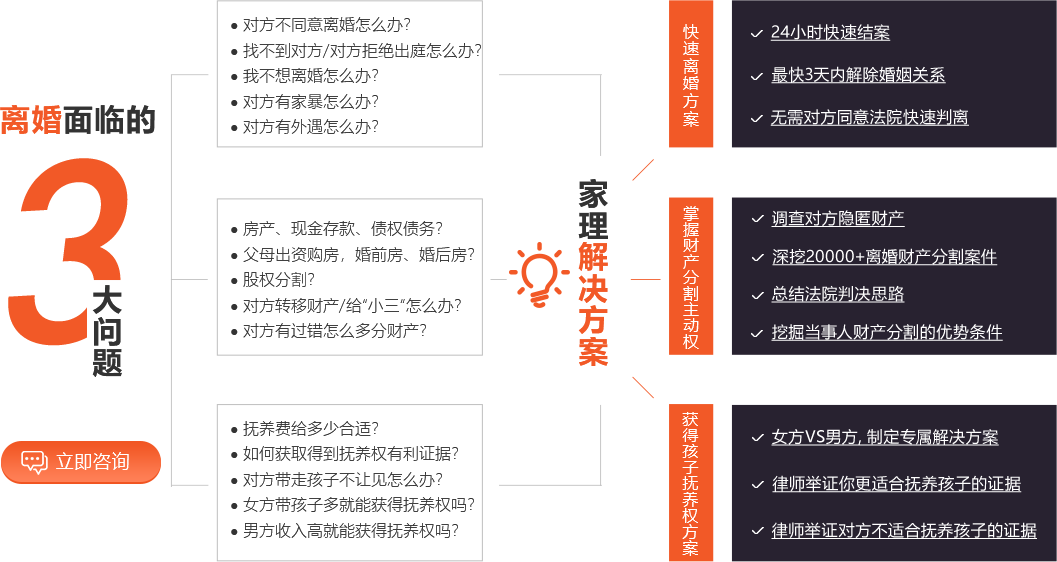 离婚面临的
3
大问题
立即咨询
● 对方不同意离婚怎么办?
● 找不到对方/对方拒绝出庭怎么办?
● 我不想离婚怎么办?
● 对方有家暴怎么办?
● 对方有外遇怎么办?
● 房产、现金存款、债权债务?
● 父母出资购房，婚前房、婚后房?
● 股权分割?
● 对方转移财产/给“小三“怎么办?
● 对方有过错怎么多分财产?
● 抚养费给多少合适?
● 如何获取得到抚养权有利证据?
● 对方带走孩子不让见怎么办?
● 女方带孩子多就能获得抚养权吗?
● 男方收入高就能获得抚养权吗?
家理解决方案
快速离婚方案
24小时快速结案
最快3天内解除婚姻关系
无需对方同意法院快速判离
掌握财产分割主动权
调查对方隐匿财产
深挖20000+离婚财产分割案件
总结法院判决思路
挖掘当事人财产分割的优势条件
获得孩子抚养权方案
女方VS男方, 制定专属解决方案
律师举证你更适合抚养孩子的证据
律师举证对方不适合抚养孩子的证据